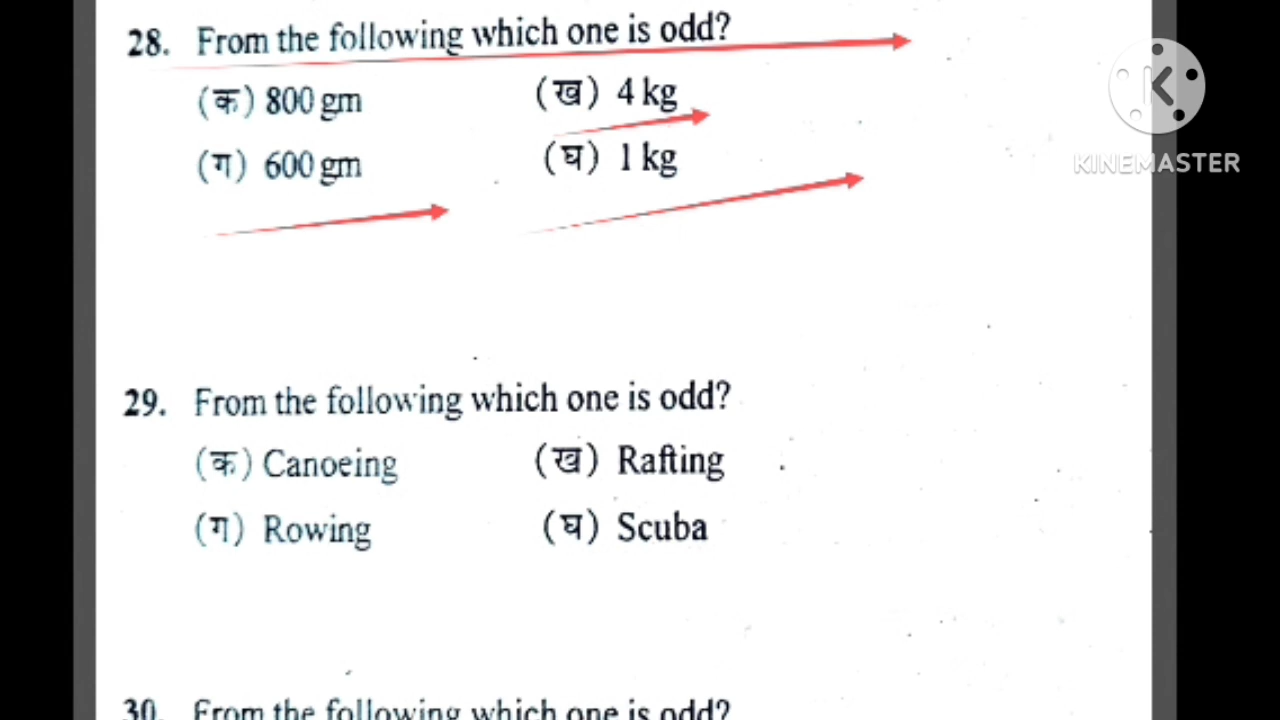 28. From the following which one is odd?
(क) 800 gm (ख) 4 kg
(ग) 600 gm (घ) 1 kg
KINEMASTER
29. From the following which one is odd?
(क) Canoeing (ख) Rafting
(ग) Rowing (घ) Scuba
30. From the following which one is odd?